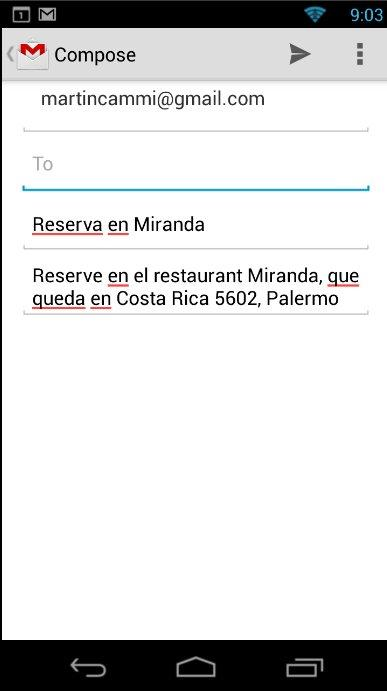 1
9:03
Compose
martincammi@gmail.com
To
Reserva en Miranda
Reserve en el restaurant Miranda, que
queda en Costa Rica 5602, Palermo